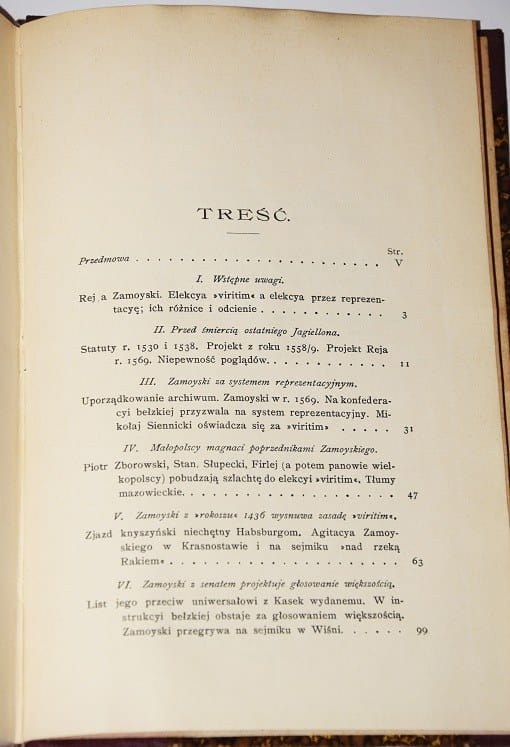 TREŚĆ.
Str.
Przedmowa . . . . . . . . . . . . . . . . . . . . . . V
I. Wstępne uwagi.
Rej a Zamoyski. Elekcya »viritim« a elekcya przez reprezen-
tacyę; ich różnice i odcienie . . . . . . . . . . . . 3
II. Przed śmiercią ostatniego Jagiellona.
Statuty r. 1530 i 1538. Projekt z roku 1558/9. Projekt Reja
r. 1569. Niepewność poglądów. . . . . . . . . . . . 11
III. Zamoyski za systemem reprezentacyjnym.
Uporządkowanie archiwum. Zamoyski w r. 1569. Na konfedera-
cyi bełzkiej przyzwala na system reprezentacyjny. Mi-
kołaj Siennicki oświadcza się za »viritim« . . . . . 31
IV. Małopolscy magnaci poprzednikami Zamoyskiego.
Piotr Zborowski, Stan. Słupecki, Firlej (a potem panowie wiel-
kopolscy) pobudzają szlachtę do elekcyi »viritim«. Tłumy
mazowieckie. . . . . . . . . . . . . . . . . . . . 47
V. Zamoyski z »rokoszu« 1436 wysnuwa zasadę »viritim«.
Zjazd knyszyński niechętny Habsburgom. Agitacya Zamoy-
skiego w Krasnostawie i na sejmiku »nad rzeką
Rakiem« . . . . . . . . . . . . . . . . . . . . . 63
VI. Zamoyski z senatem projektuje głosowanie większością.
List jego przeciw uniwersałowi z Kasek wydanemu. W in-
strukcyi bełzkiej obstaje za głosowaniem większością.
Zamoyski przegrywa na sejmiku w Wiśni. . . . . . 99